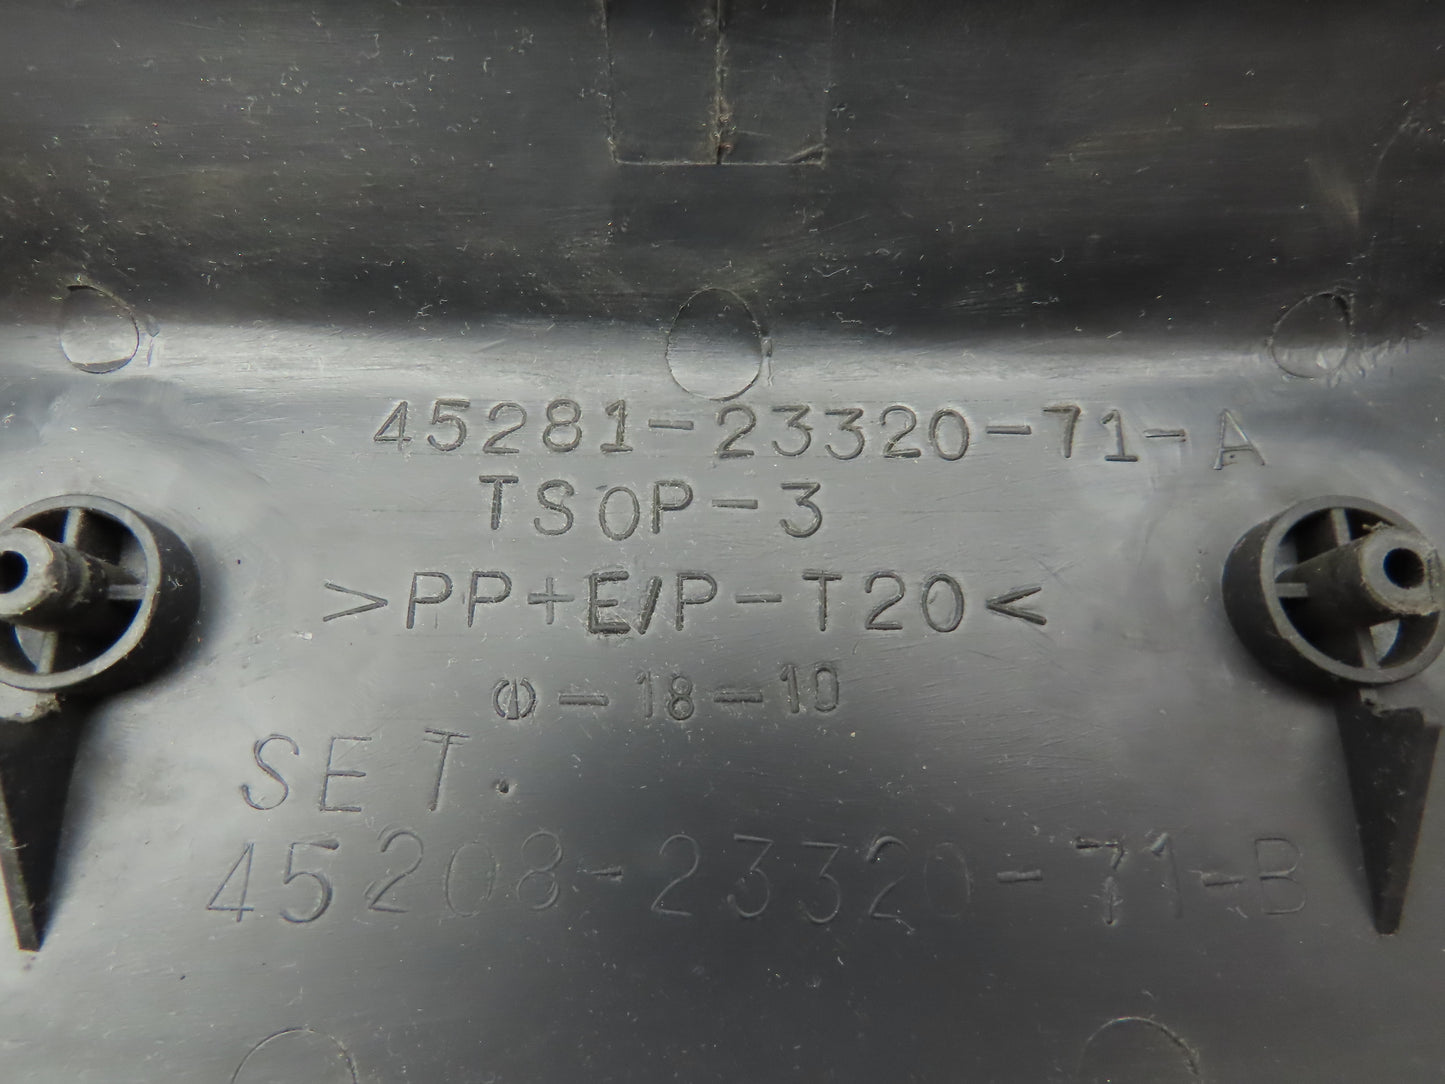 45281-23320-71-A
TSOP-3
>PP+E/P-T20<
-18-10
SET.
45208-23320-71-B